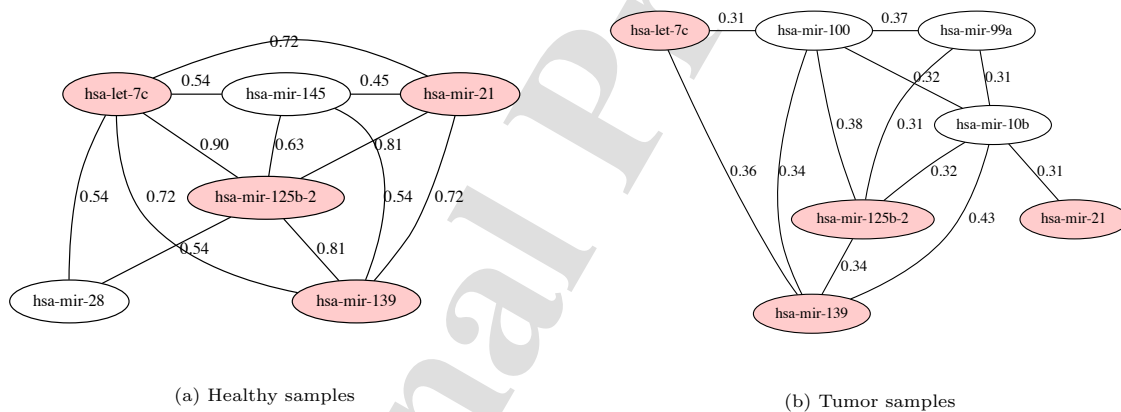 0.72
hsa-let-7c
0.54
hsa-mir-145
0.45
hsa-mir-21
0.90
0.63
0.81
hsa-mir-125b-2
0.54
0.72
0.54
0.72
0.54
0.81
hsa-mir-28
hsa-mir-139
(a) Healthy samples
hsa-let-7c
0.31
hsa-mir-100
0.37
hsa-mir-99a
0.32
0.31
0.38
0.31
hsa-mir-10b
0.36
0.34
0.32
0.31
hsa-mir-125b-2
hsa-mir-21
0.43
0.34
hsa-mir-139
(b) Tumor samples
nal Pr